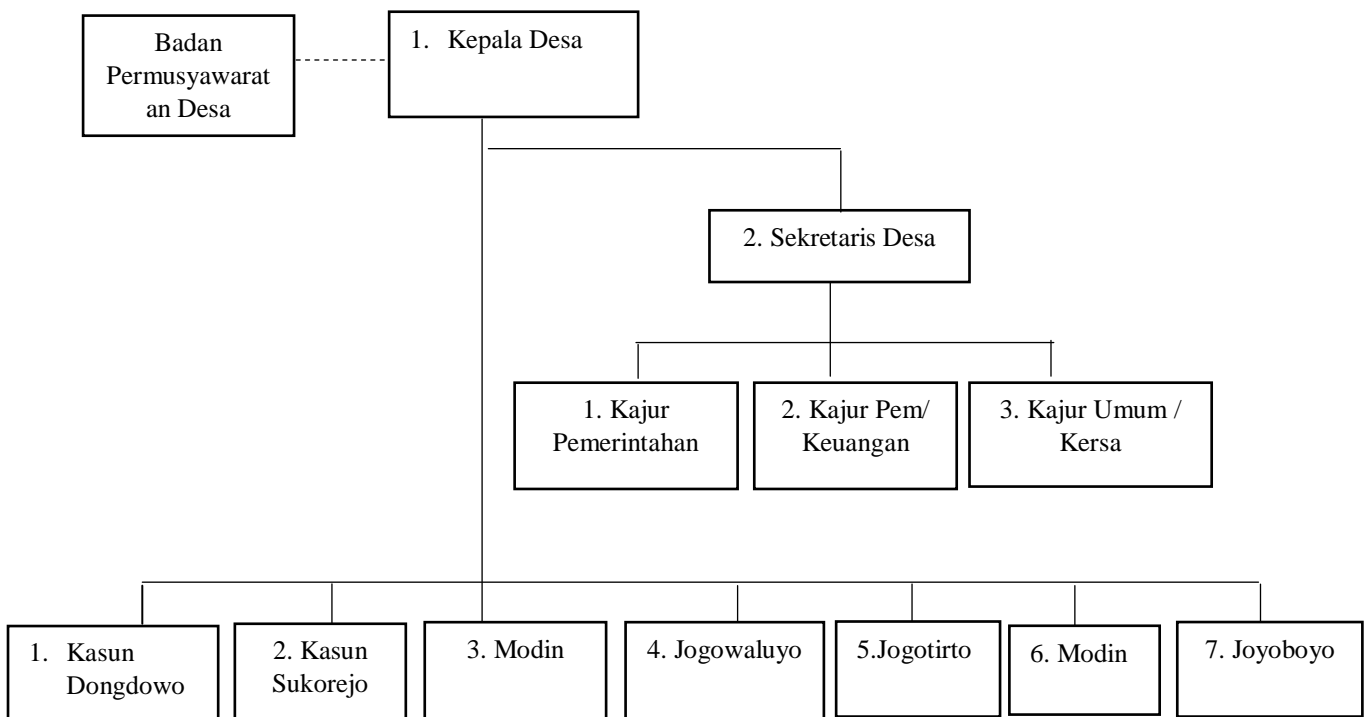 Badan
Permusyawarat
an Desa
1. Kepala Desa
2. Sekretaris Desa
1. Kajur
Pemerintahan
2. Kajur Pem/
Keuangan
3. Kajur Umum /
Kersa
1. Kasun
Dongdowo
2. Kasun
Sukorejo
3. Modin
4. Jogowaluyo
5.Jogotirto
6. Modin
7. Joyoboyo